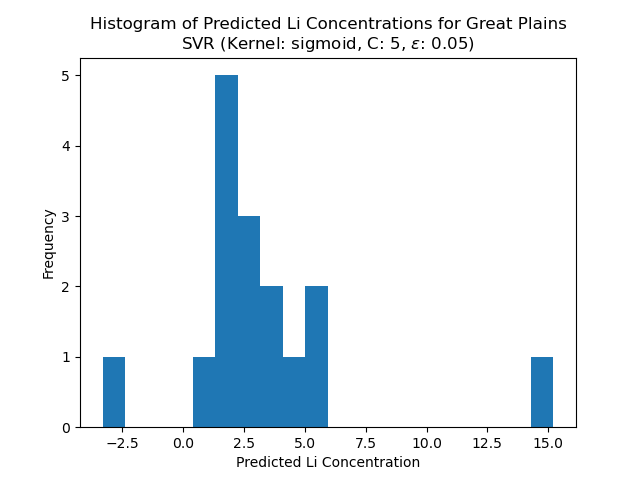 Histogram of Predicted Li Concentrations for Great Plains
SVR (Kernel: sigmoid, C: 5, ε: 0.05)
5
4
3
2
1
0
Frequency
−2.5 0.0 2.5 5.0 7.5 10.0 12.5 15.0
Predicted Li Concentration